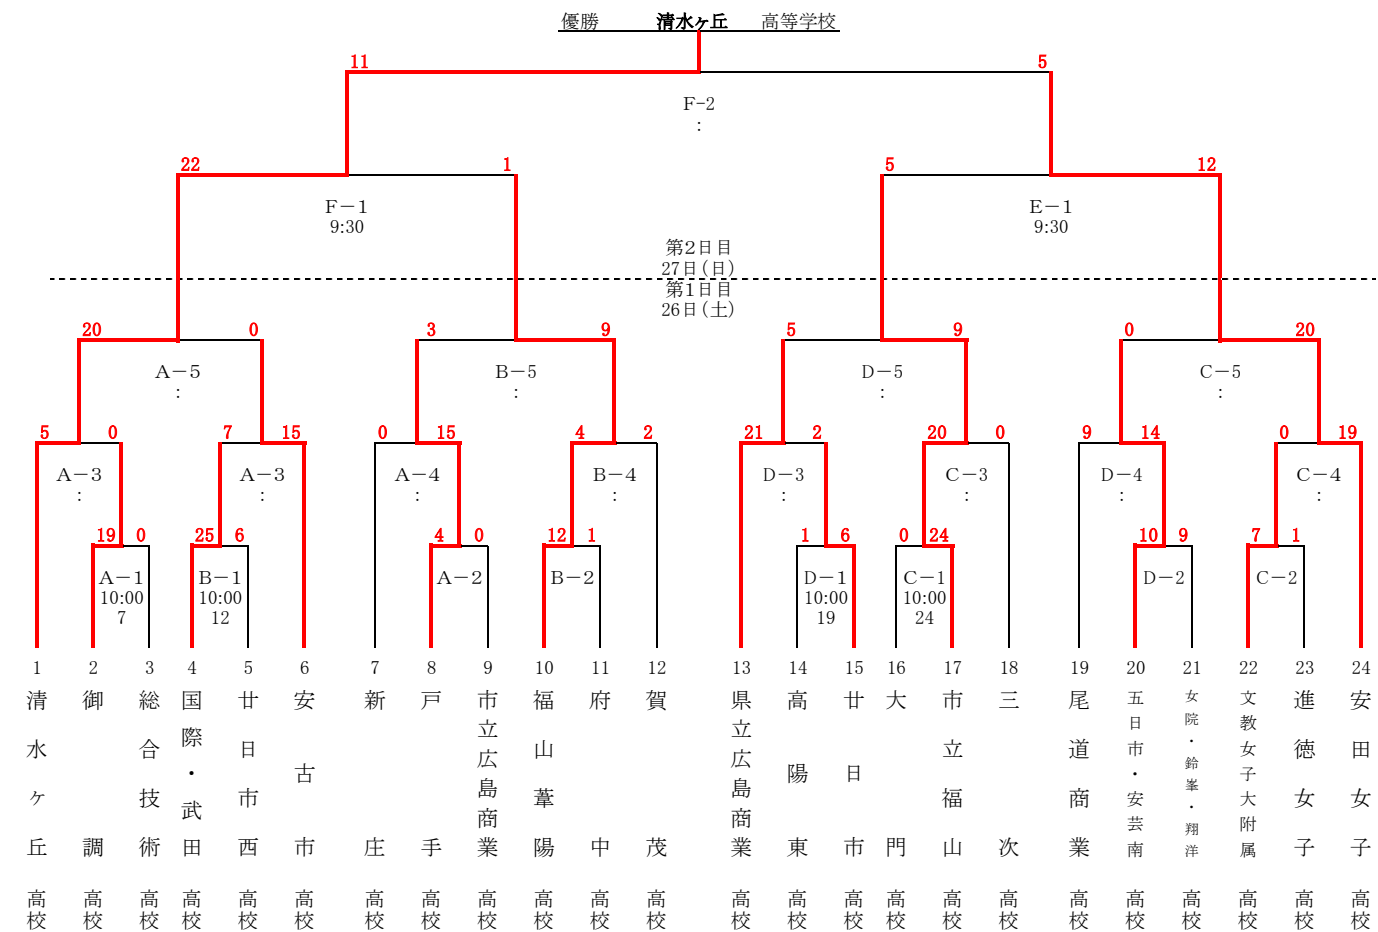 優勝 清水ヶ丘 高等学校
11 5
F-2
:
22 1 5 12
F－1 E－1
9:30 9:30
第2日目
27日(日)
第1日目
26日(土)
20 0 3 9 5 9 0 20
A－5 B－5 D－5 C－5
: : : :
5 0 7 15 0 15 4 2 21 2 20 0 9 14 0 19
A－3 A－3 A－4 B－4 D－3 C－3 D－4 C－4
: : : : : : : :
19 0 25 6 4 0 12 1 1 6 0 24 10 9 7 1
A－1 B－1 A－2 B－2 D－1 C－1 D－2 C－2
10:00 10:00 10:00 10:00
7 12 19 24
1 2 3 4 5 6 7 8 9 10 11 12 13 14 15 16 17 18 19 20 21 22 23 24
清水ケ丘高校
御調高校
総合技術高校
国際・武田高校
廿日市西高校
安古市高校
新庄高校
戸手高校
市立広島商業高校
福山葦陽高校
府中高校
賀茂高校
県立広島商業高校
高陽東高校
廿日市高校
大門高校
市立福山高校
三次高校
尾道商業高校
五日市・安芸南高校
女院・鈴峯・翔洋高校
文教女子大附属高校
進徳女子高校
安田女子高校